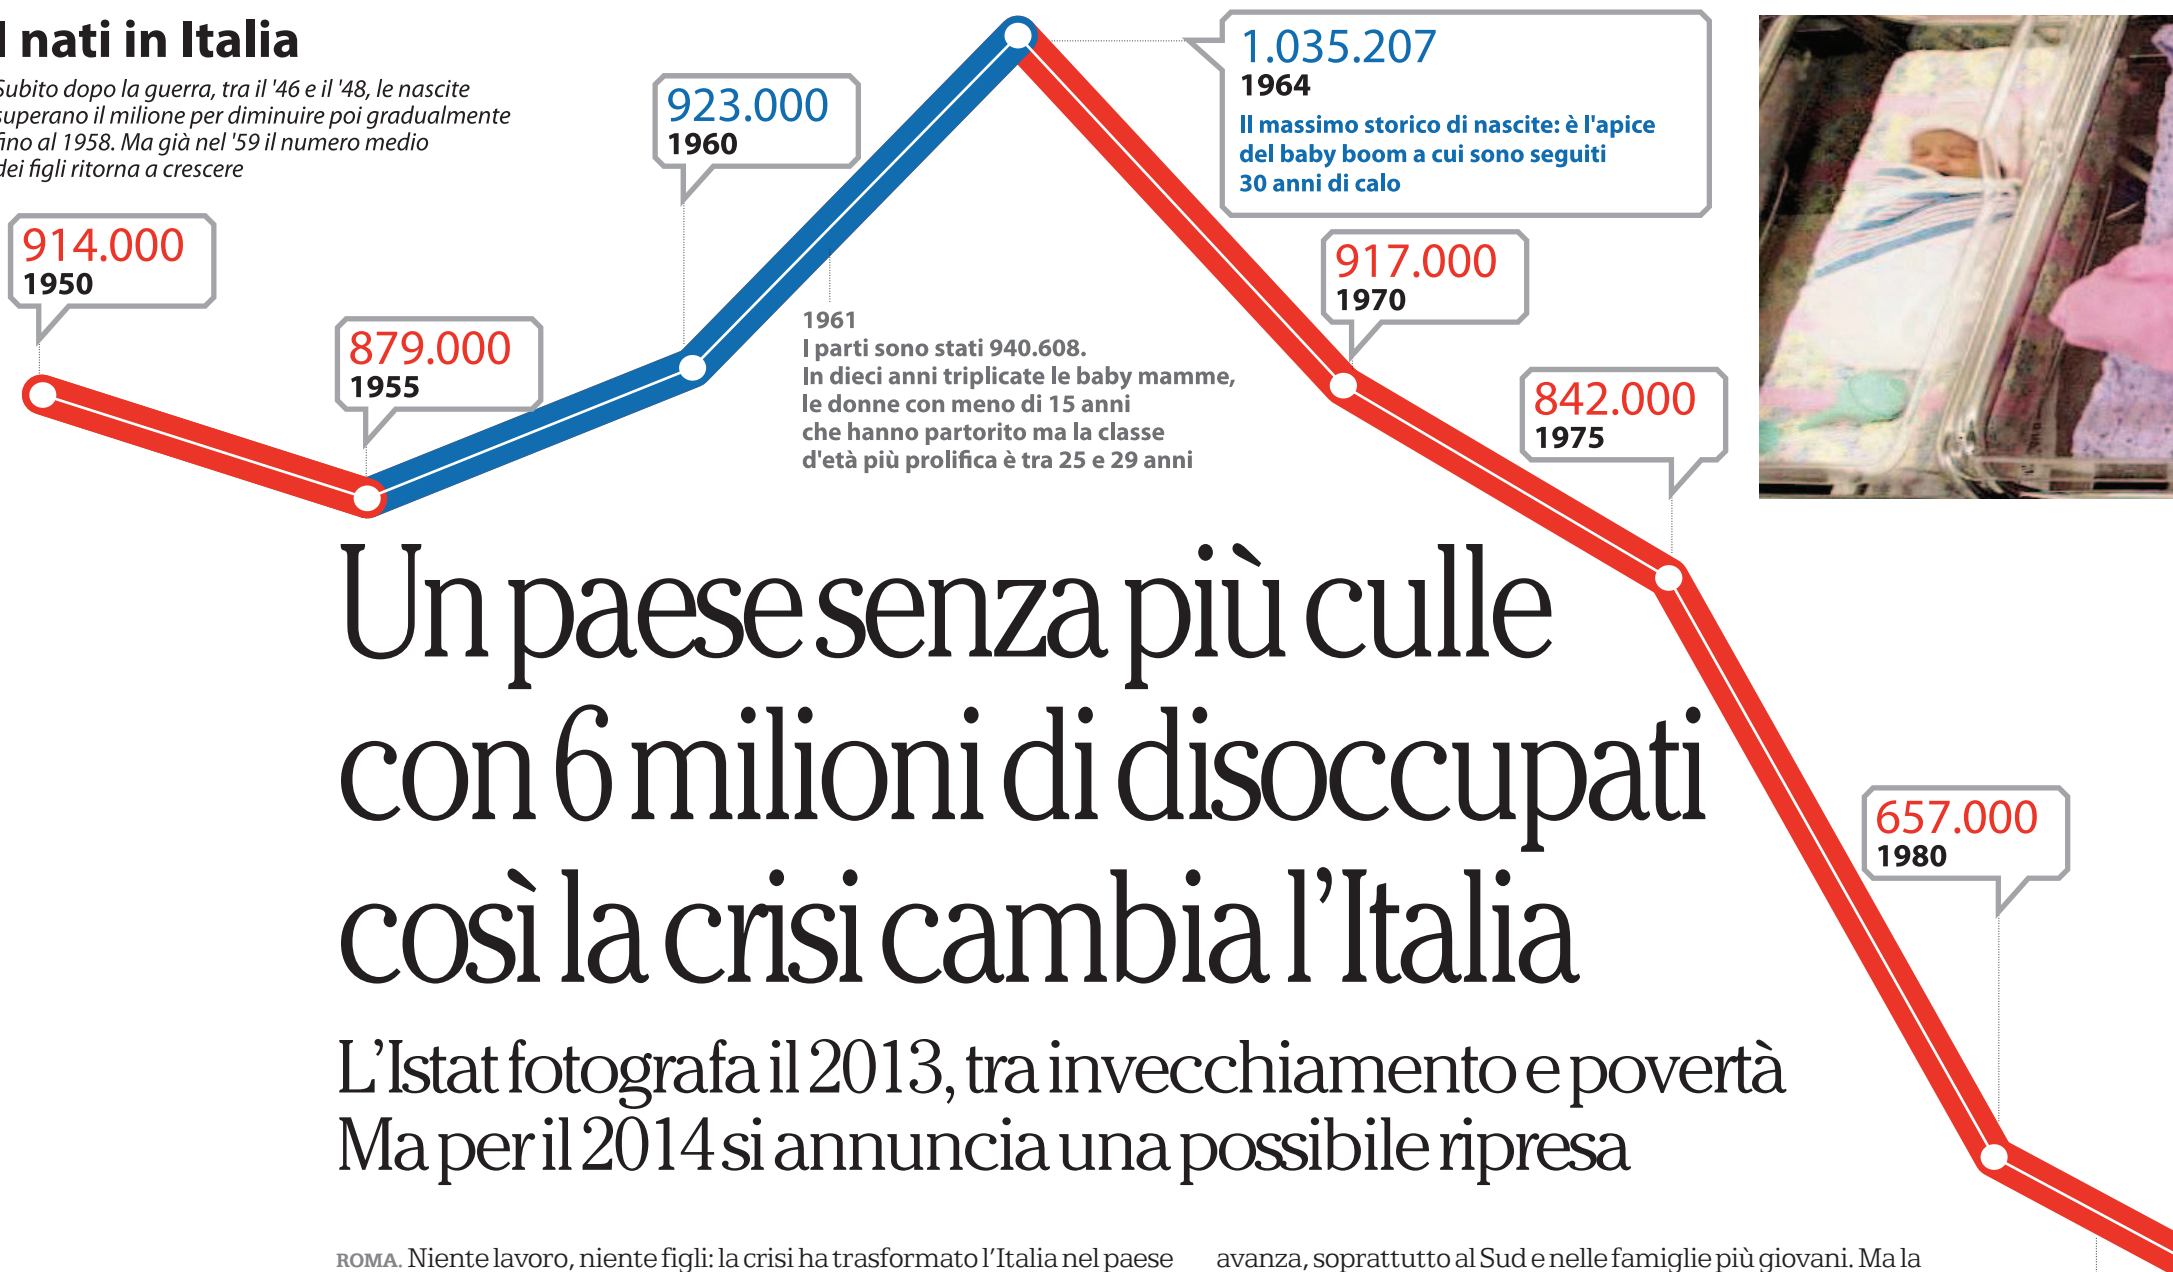 I nati in Italia
Subito dopo la guerra, tra il '46 e il '48, le nascite
superano il milione per diminuire poi gradualmente
fino al 1958. Ma già nel '59 il numero medio
dei figli ritorna a crescere
914.000
1950
879.000
1955
923.000
1960
1961
I parti sono stati 940.608.
In dieci anni triplicate le baby mamme,
le donne con meno di 15 anni
che hanno partorito ma la classe
d'età più prolifica è tra 25 e 29 anni
1.035.207
1964
Il massimo storico di nascite: è l'apice
del baby boom a cui sono seguiti
30 anni di calo
917.000
1970
842.000
1975
657.000
1980
Un paese senza più culle
con 6 milioni di disoccupati
così la crisi cambia l’Italia
L’Istat fotografa il 2013, tra invecchiamento e povertà
Ma per il 2014 si annuncia una possibile ripresa
ROMA. Niente lavoro, niente figli: la crisi ha trasformato l’Italia nel paese
avanza, soprattutto al Sud e nelle famiglie più giovani. Ma la